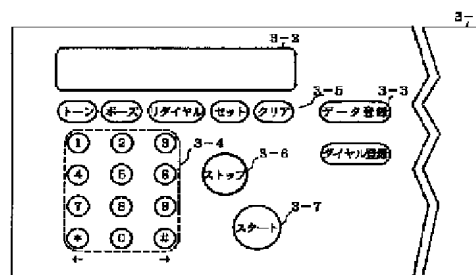 3-
3-2
トーン ポーズ リダイヤル セット クリア 3-5 データ登録 3-3
1 2 3 3-4
ダイヤル登録
4 5 6 ストップ 3-6
7 8 9 スタート 3-7
* 0 #
← →